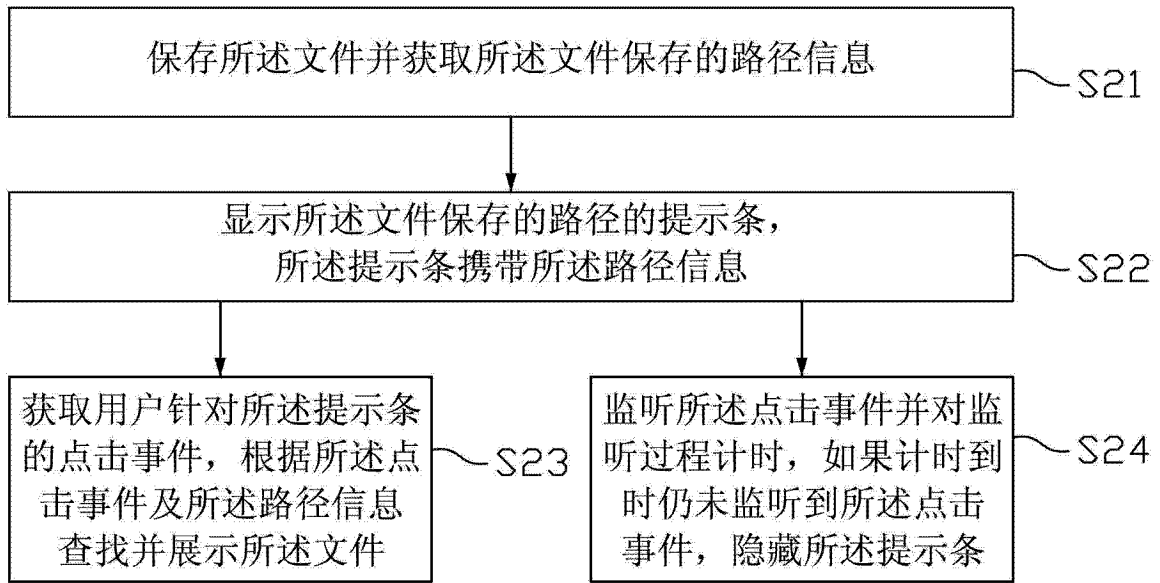 保存所述文件并获取所述文件保存的路径信息
S21
显示所述文件保存的路径的提示条，
所述提示条携带所述路径信息
S22
获取用户针对所述提示条
的点击事件，根据所述点
击事件及所述路径信息
查找并展示所述文件
S23
监听所述点击事件并对监
听过程计时，如果计时到
时仍未监听到所述点击
事件，隐藏所述提示条
S24